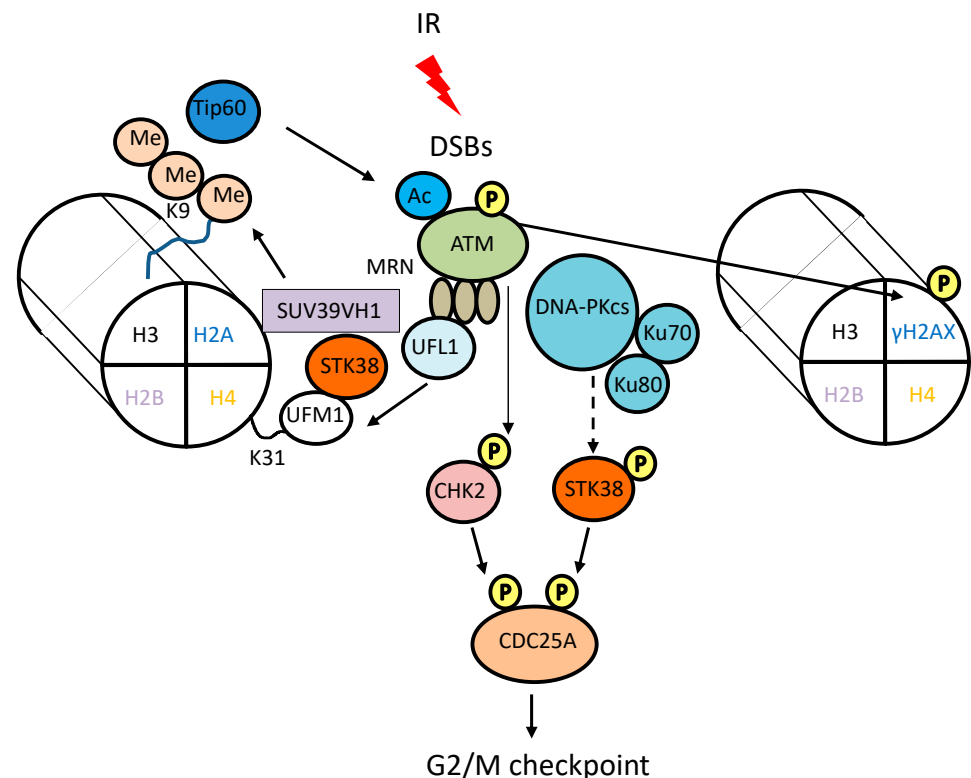 IR
DSBs
Tip60
Me
Me
Me
K9
Ac
P
ATM
MRN
SUV39VH1
UFL1
STK38
UFM1
K31
H3
H2A
H2B
H4
DNA-PKcs
Ku70
Ku80
P
H3
γH2AX
H2B
H4
P
CHK2
P
STK38
P
P
CDC25A
G2/M checkpoint